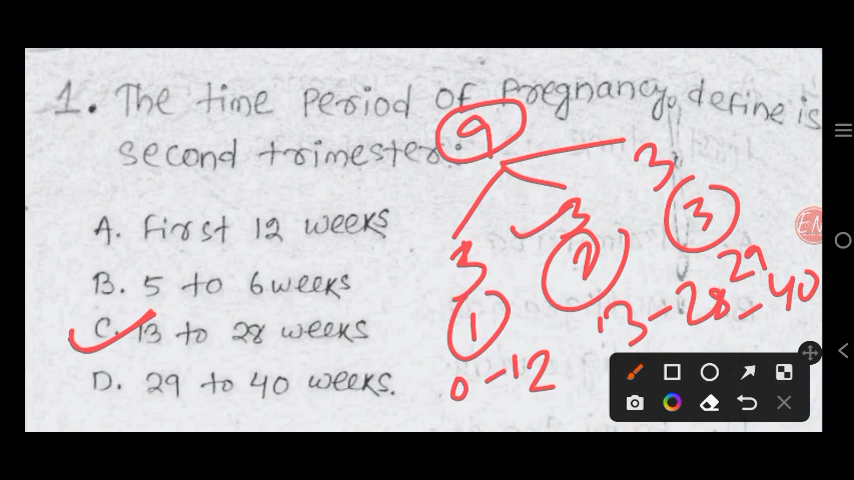 1. The time Period of Pregnancy, define is
second trimester:
9
A. First 12 weeks
B. 5 to 6 weeks
C. 13 to 28 weeks
D. 29 to 40 weeks.
3 3 3
1 2 3
0-12
13-28
29-40
EN